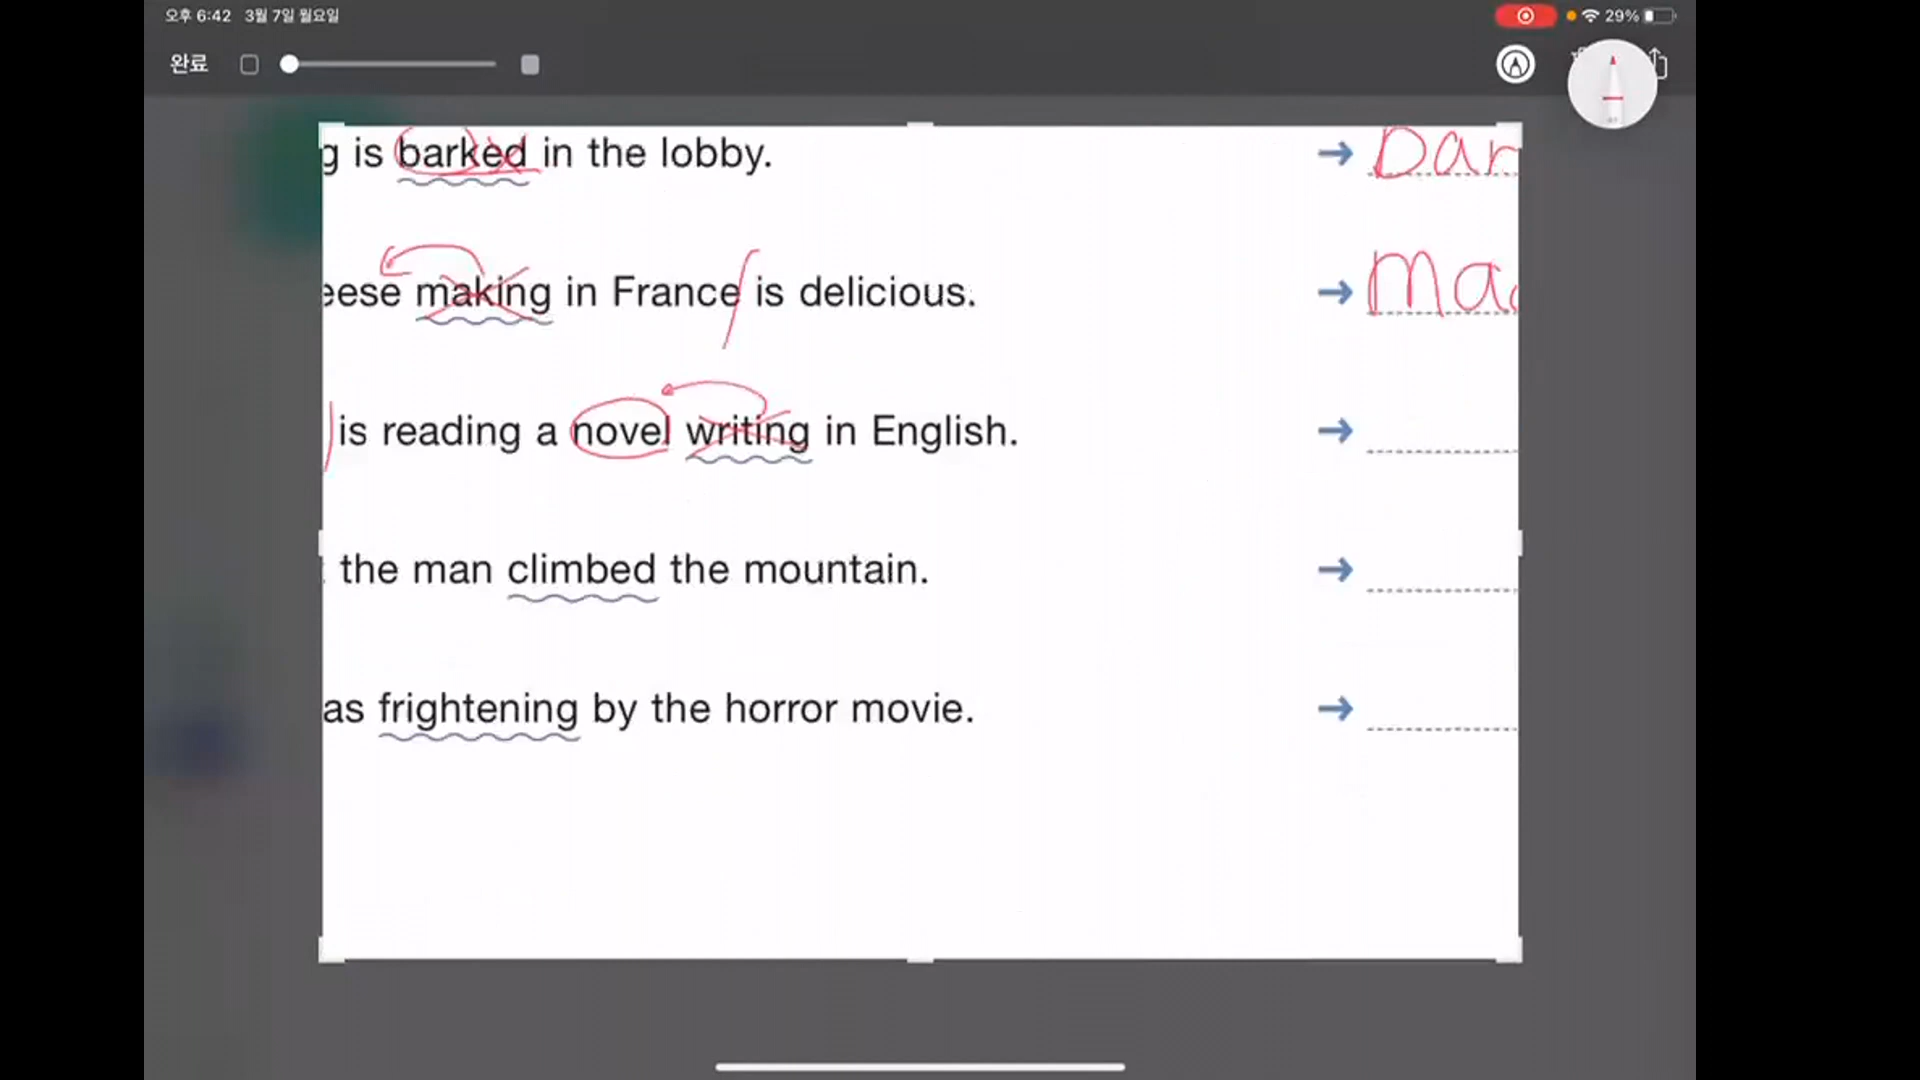 오후 6:42 3월 7일 월요일
29%
완료
g is barked in the lobby. → bar
eese making in France is delicious. → mad
is reading a novel writing in English. →
the man climbed the mountain. →
as frightening by the horror movie. →